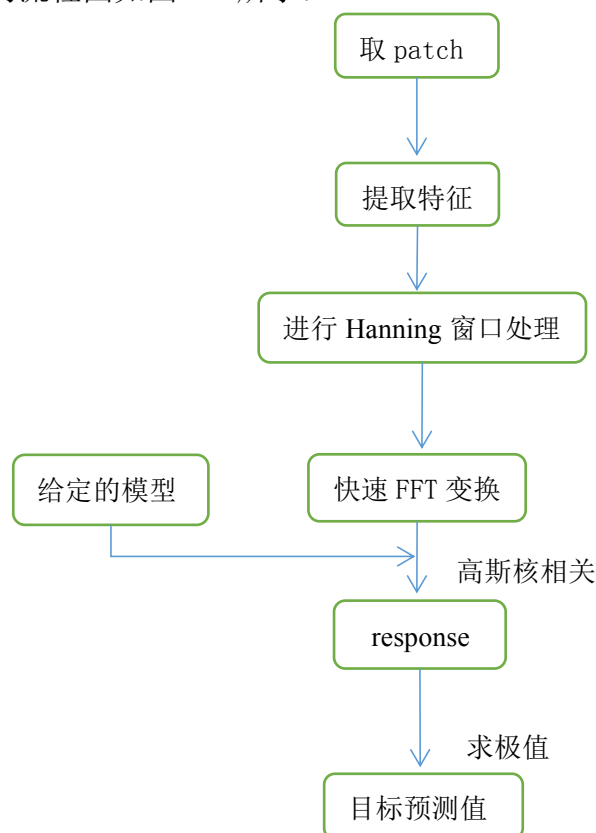 取 patch
提取特征
进行 Hanning 窗口处理
给定的模型
快速 FFT 变换
高斯核相关
response
求极值
目标预测值